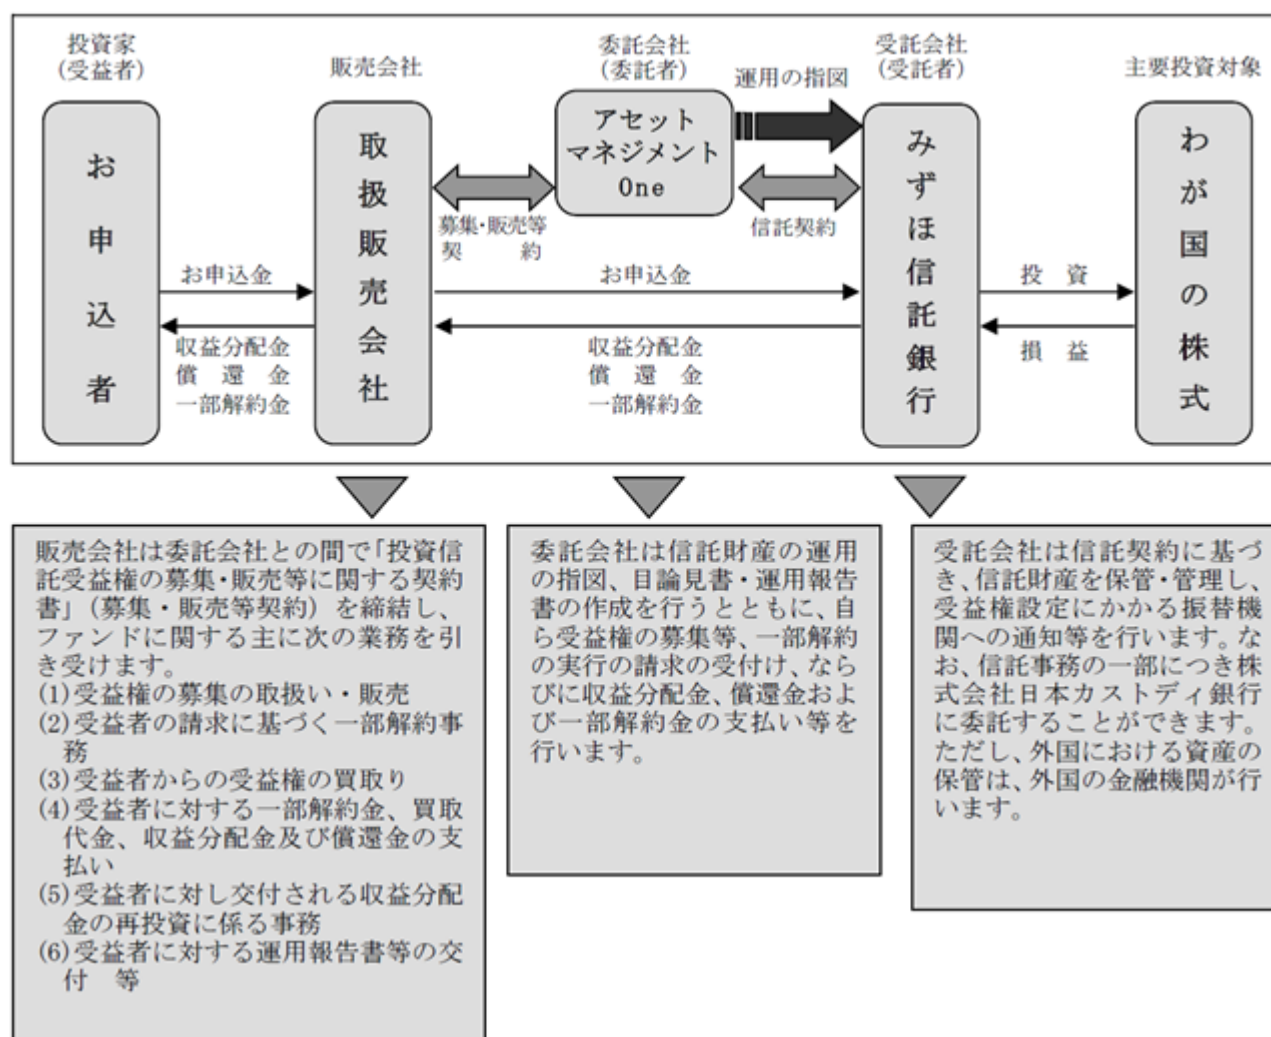 投資家
(受益者)
販売会社
委託会社
(委託者)
運用の指図
受託会社
(受託者)
主要投資対象
お申込者
取扱販売会社
アセット
マネジメント
One
みずほ信託銀行
わが国の株式
募集・販売等
契　　約
信託契約
お申込金
収益分配金
償　還　金
一部解約金
お申込金
収益分配金
償　還　金
一部解約金
投　資
損　益
販売会社は委託会社との間で「投資信
託受益権の募集・販売等に関する契約
書」（募集・販売等契約）を締結し、
ファンドに関する主に次の業務を引
き受けます。
(1)受益権の募集の取扱い・販売
(2)受益者の請求に基づく一部解約事
務
(3)受益者からの受益権の買取り
(4)受益者に対する一部解約金、買取
代金、収益分配金及び償還金の支
払い
(5)受益者に対し交付される収益分配
金の再投資に係る事務
(6)受益者に対する運用報告書等の交
付　等
委託会社は信託財産の運用
の指図、目論見書・運用報告
書の作成を行うとともに、自
ら受益権の募集等、一部解約
の実行の請求の受付け、なら
びに収益分配金、償還金およ
び一部解約金の支払い等を
行います。
受託会社は信託契約に基づ
き、信託財産を保管・管理し、
受益権設定にかかる振替機
関への通知等を行います。な
お、信託事務の一部につき株
式会社日本カストディ銀行
に委託することができます。
ただし、外国における資産の
保管は、外国の金融機関が行
います。